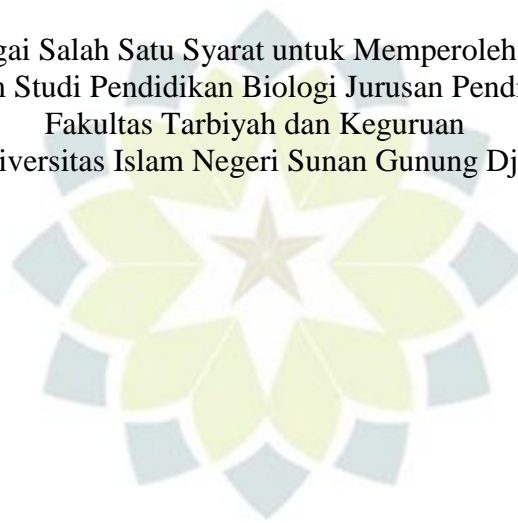 gai Salah Satu Syarat untuk Memperoleh
Studi Pendidikan Biologi Jurusan Pend
Fakultas Tarbiyah dan Keguruan
iversitas Islam Negeri Sunan Gunung Dj